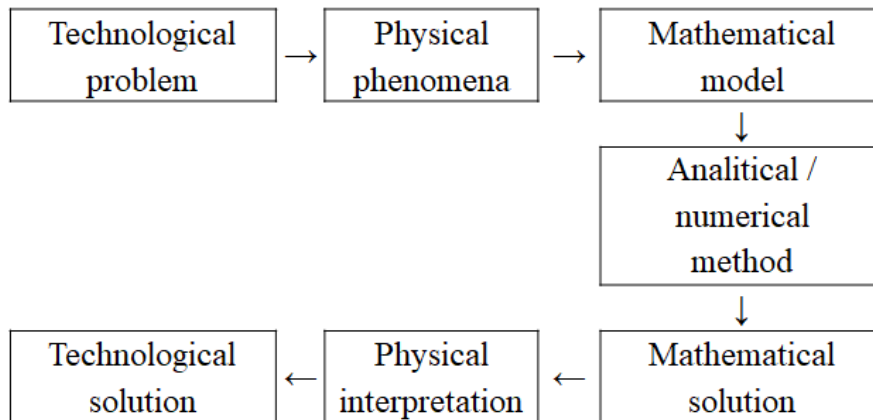 Technological
problem
→
Physical
phenomena
→
Mathematical
model
↓
Analitical /
numerical
method
↓
Mathematical
solution
←
Physical
interpretation
←
Technological
solution